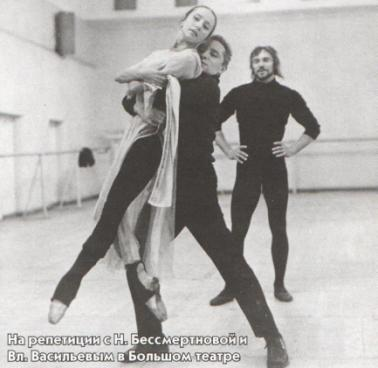 На репетиции с Н. Бессмертновой и
Вл. Васильевым в Большом театре